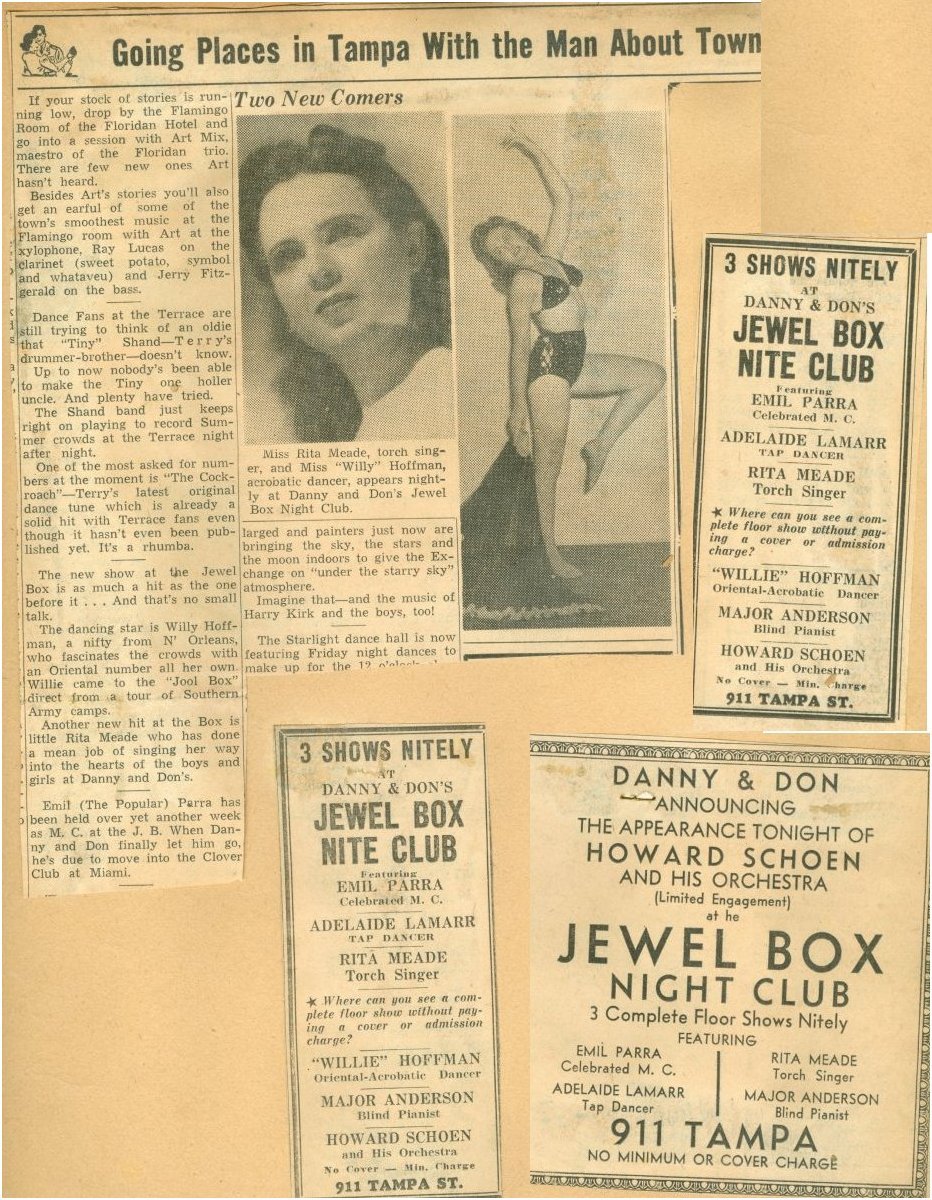 Going Places in Tampa With the Man About Town
If your stock of stories is run-
ning low, drop by the Flamingo
Room of the Floridan Hotel and
go into a session with Art Mix,
maestro of the Floridan trio.
There are few new ones Art
hasn't heard.
Besides Art's stories you'll also
get an earful of some of the
town's smoothest music at the
Flamingo room with Art at the
xylophone, Ray Lucas on the
clarinet (sweet potato, symbol
and whataveu) and Jerry Fitz-
gerald on the bass.
Dance Fans at the Terrace are
still trying to think of an oldie
that "Tiny" Shand—Terry's
drummer-brother—doesn't know.
Up to now nobody's been able
to make the Tiny one holler
uncle. And plenty have tried.
The Shand band just keeps
right on playing to record Sum-
mer crowds at the Terrace night
after night.
One of the most asked for num-
bers at the moment is "The Cock-
roach"—Terry's latest original
dance tune which is already a
solid hit with Terrace fans even
though it hasn't even been pub-
lished yet. It's a rhumba.
The new show at the Jewel
Box is as much a hit as the one
before it . . . And that's no small
talk.
The dancing star is Willy Hoff-
man, a nifty from N' Orleans,
who fascinates the crowds with
an Oriental number all her own.
Willie came to the "Jool Box"
direct from a tour of Southern
Army camps.
Another new hit at the Box is
little Rita Meade who has done
a mean job of singing her way
into the hearts of the boys and
girls at Danny and Don's.
Emil (The Popular) Parra has
been held over yet another week
as M. C. at the J. B. When Dan-
ny and Don finally let him go,
he's due to move into the Clover
Club at Miami.
Two New Comers
Miss Rita Meade, torch sing-
er, and Miss "Willy" Hoffman,
acrobatic dancer, appears night-
ly at Danny and Don's Jewel
Box Night Club.
larged and painters just now are
bringing the sky, the stars and
the moon indoors to give the Ex-
change on "under the starry sky"
atmosphere.
Imagine that—and the music of
Harry Kirk and the boys, too!
The Starlight dance hall is now
featuring Friday night dances to
make up for the 12 o'clock
3 SHOWS NITELY
AT
DANNY & DON'S
JEWEL BOX
NITE CLUB
Featuring
EMIL PARRA
Celebrated M. C.
ADELAIDE LAMARR
TAP DANCER
RITA MEADE
Torch Singer
★ Where can you see a com-
plete floor show without pay-
ing a cover or admission
charge?
"WILLIE" HOFFMAN
Oriental-Acrobatic Dancer
MAJOR ANDERSON
Blind Pianist
HOWARD SCHOEN
and His Orchestra
No Cover — Min. Charge
911 TAMPA ST.
3 SHOWS NITELY
AT
DANNY & DON'S
JEWEL BOX
NITE CLUB
Featuring
EMIL PARRA
Celebrated M. C.
ADELAIDE LAMARR
TAP DANCER
RITA MEADE
Torch Singer
★ Where can you see a com-
plete floor show without pay-
ing a cover or admission
charge?
"WILLIE" HOFFMAN
Oriental-Acrobatic Dancer
MAJOR ANDERSON
Blind Pianist
HOWARD SCHOEN
and His Orchestra
No Cover — Min. Charge
911 TAMPA ST.
DANNY & DON
ANNOUNCING
THE APPEARANCE TONIGHT OF
HOWARD SCHOEN
AND HIS ORCHESTRA
(Limited Engagement)
at he
JEWEL BOX
NIGHT CLUB
3 Complete Floor Shows Nitely
FEATURING
EMIL PARRA
Celebrated M. C.
ADELAIDE LAMARR
Tap Dancer
RITA MEADE
Torch Singer
MAJOR ANDERSON
Blind Pianist
911 TAMPA
NO MINIMUM OR COVER CHARGE